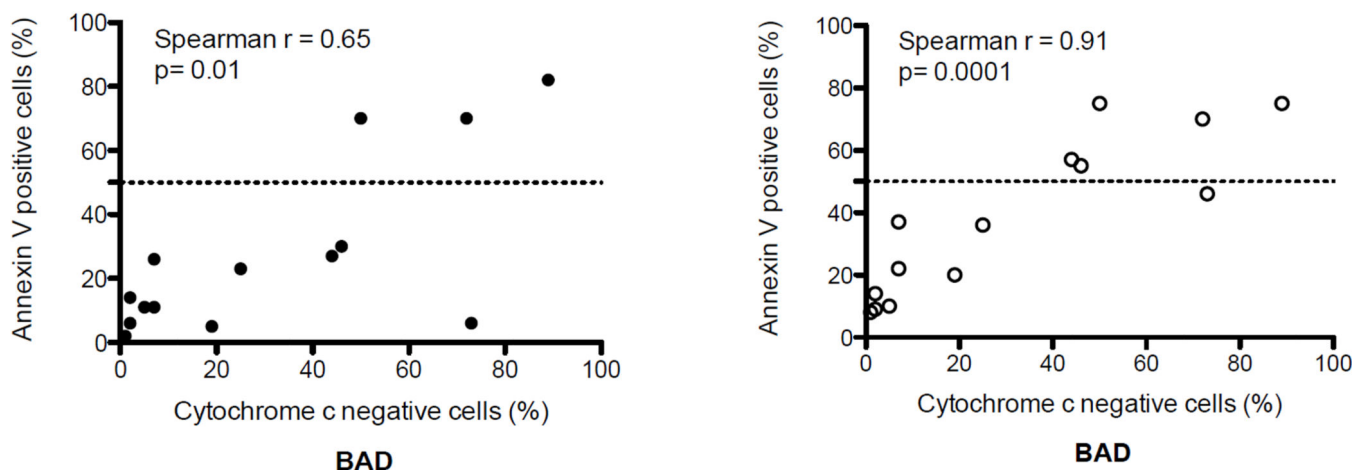 Annexin V positive cells (%)
100
80
60
40
20
0
Spearman r = 0.65
p= 0.01
0 20 40 60 80 100
Cytochrome c negative cells (%)
BAD
Annexin V positive cells (%)
100
80
60
40
20
0
Spearman r = 0.91
p= 0.0001
0 20 40 60 80 100
Cytochrome c negative cells (%)
BAD